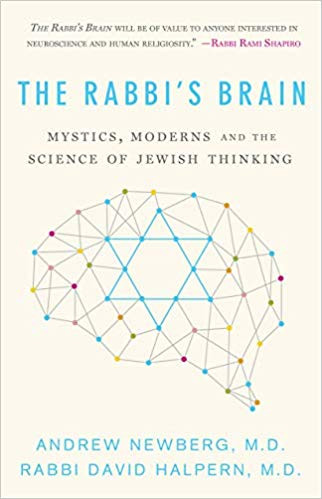 THE RABBI'S BRAIN WILL BE OF VALUE TO ANYONE INTERESTED IN
NEUROSCIENCE AND HUMAN RELIGIOSITY." —RABBI RAMI SHAPIRO
THE RABBI'S BRAIN
MYSTICS, MODERNS AND THE
SCIENCE OF JEWISH THINKING
ANDREW NEWBERG, M.D.
RABBI DAVID HALPERN, M.D.